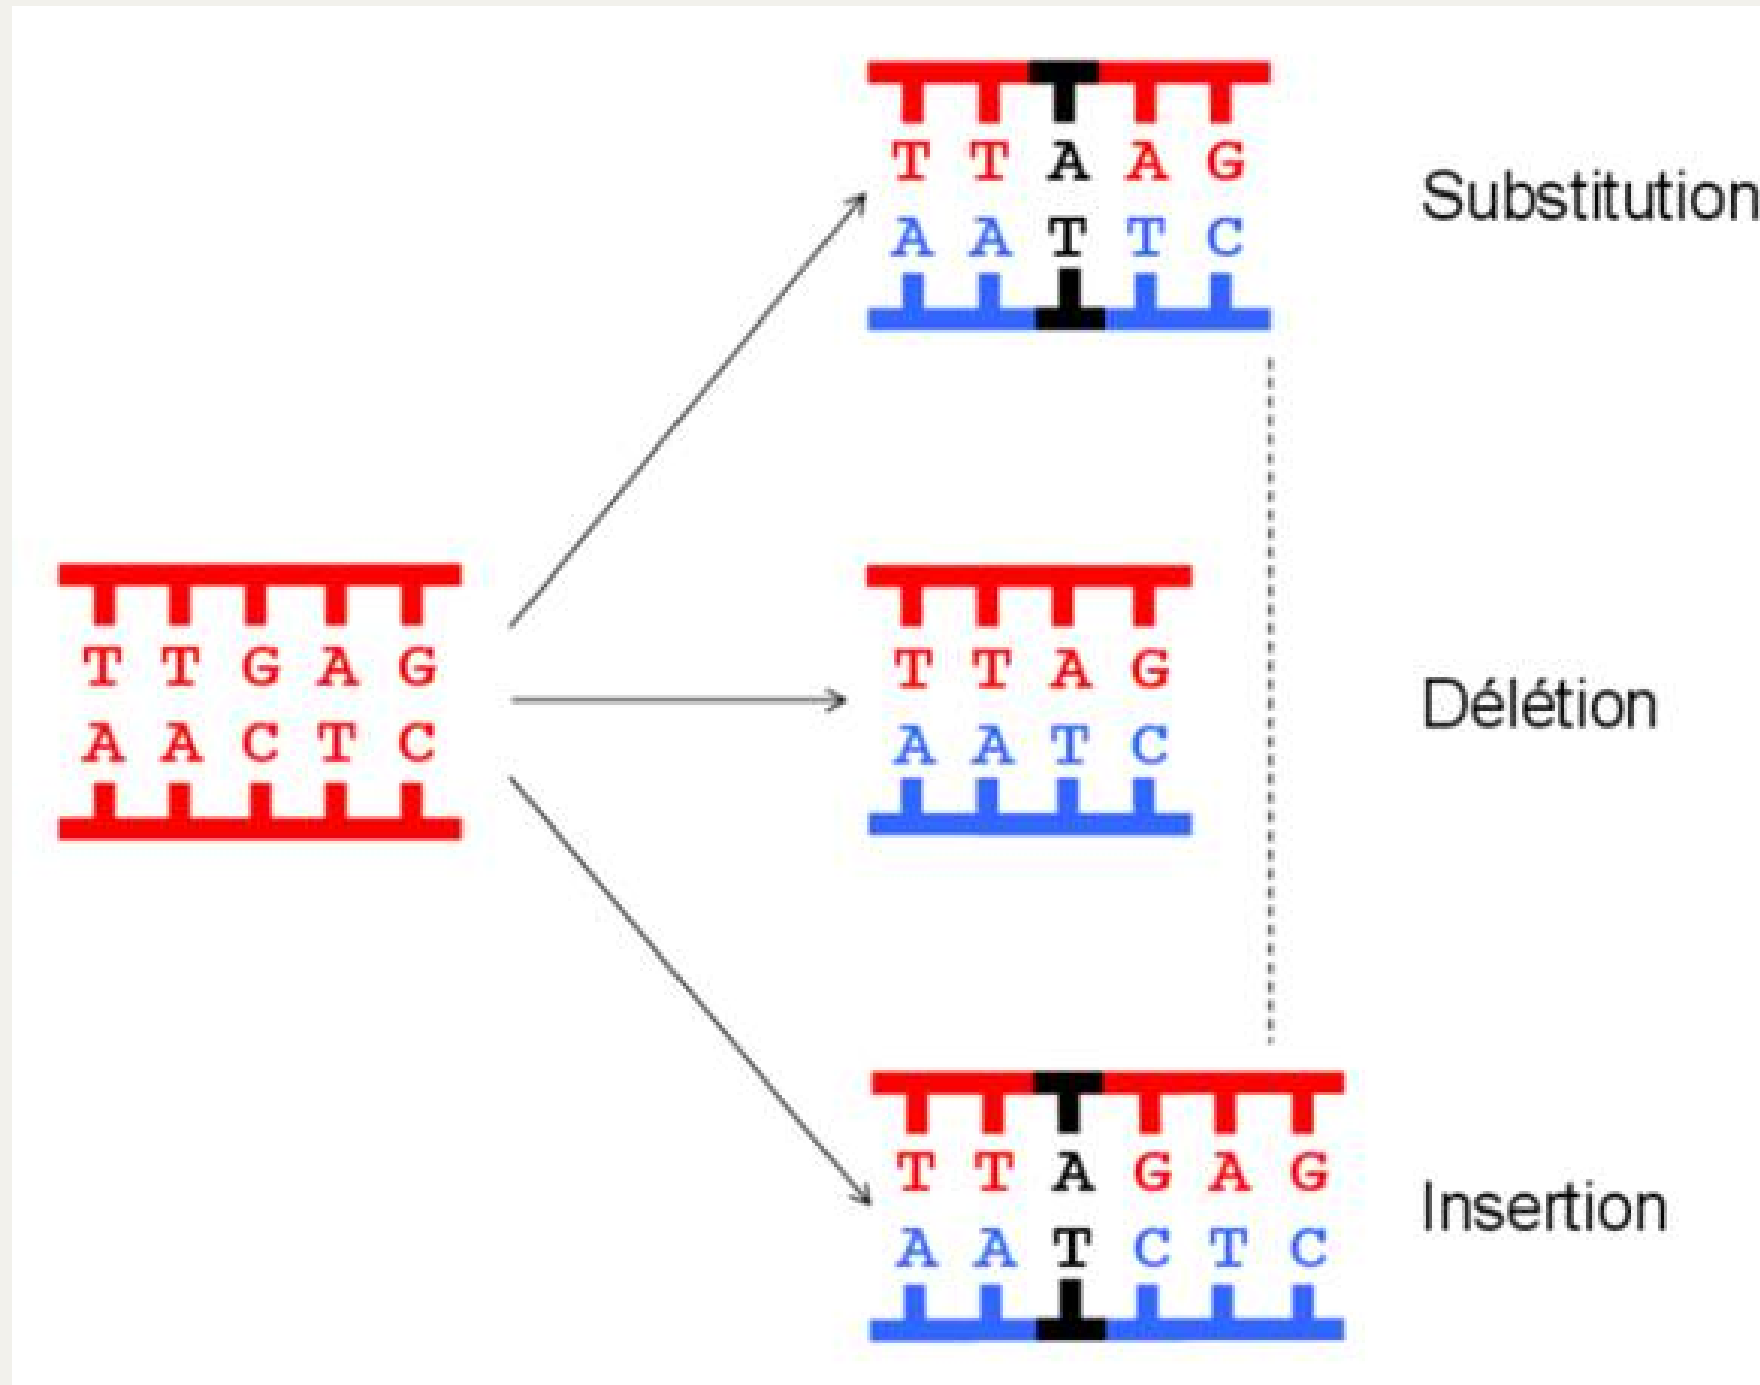 T T A A G
A A T T C
Substitution
T T G A G
A A C T C
T T A G
A A T C
Délétion
T T A G A G
A A T C T C
Insertion